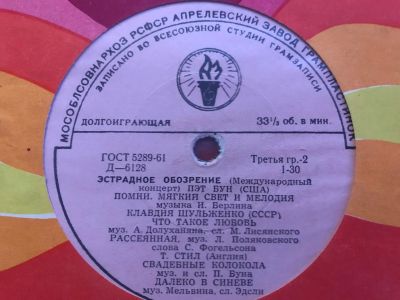 МОСОБЛСОВНАРХОЗ РСФСР АПРЕЛЕВСКИЙ ЗАВОД ГРАМПЛАСТИНОК
ЗАПИСАНО ВО ВСЕСОЮЗНОЙ СТУДИИ ГРАМЗАПИСИ
ДОЛГОИГРАЮЩАЯ 33⅓ об. в мин.
ГОСТ 5289-61 Третья гр.-2
Д—6128 1-30
ЭСТРАДНОЕ ОБОЗРЕНИЕ (Международный
концерт) ПЭТ БУН (США)
ПОМНИ. МЯГКИЙ СВЕТ И МЕЛОДИЯ
музыка И. Берлина
КЛАВДИЯ ШУЛЬЖЕНКО (СССР)
ЧТО ТАКОЕ ЛЮБОВЬ
муз. А. Долуханяна, сл. М. Лисянского
РАССЕЯННАЯ, муз. Л. Поляновского
слова С. Фогельсона
Т. СТИЛ (Англия)
СВАДЕБНЫЕ КОЛОКОЛА
муз. и сл. П. Буна
ДАЛЕКО В СИНЕВЕ
муз. Мельвина, сл. Эдсли